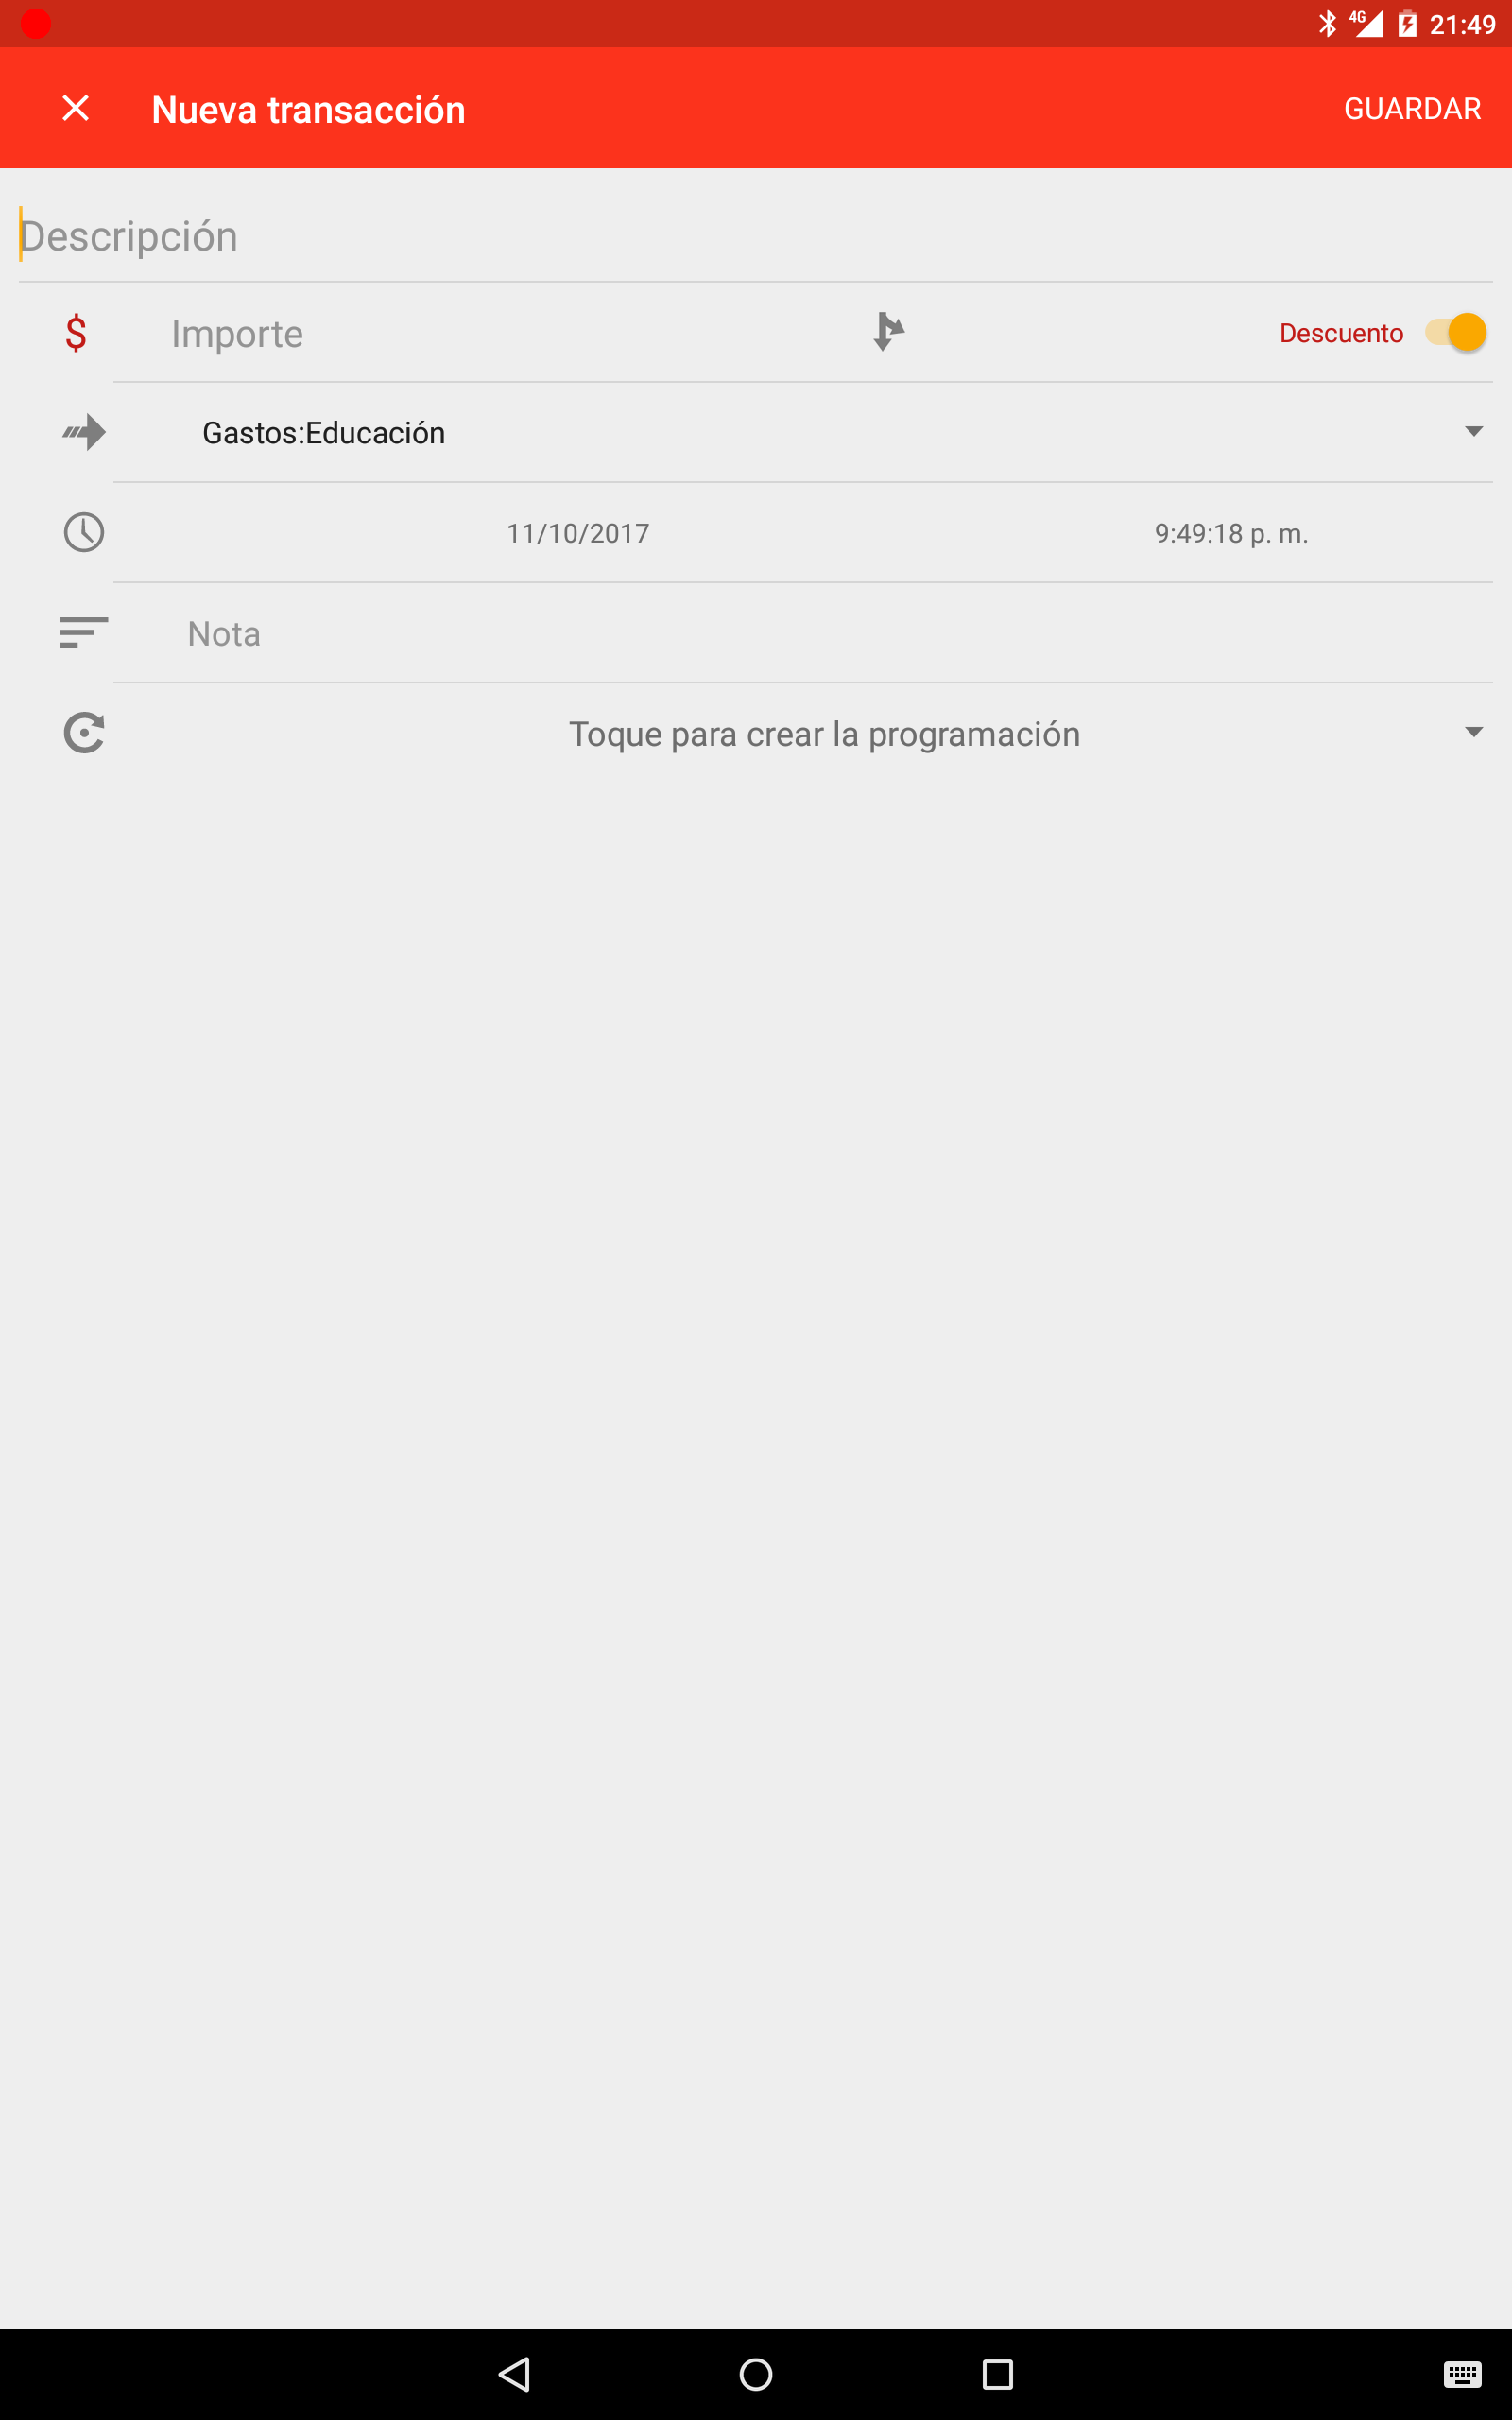 4G 21:49
Nueva transacción GUARDAR
Descripción
$ Importe Descuento
Gastos:Educación
11/10/2017 9:49:18 p. m.
Nota
Toque para crear la programación